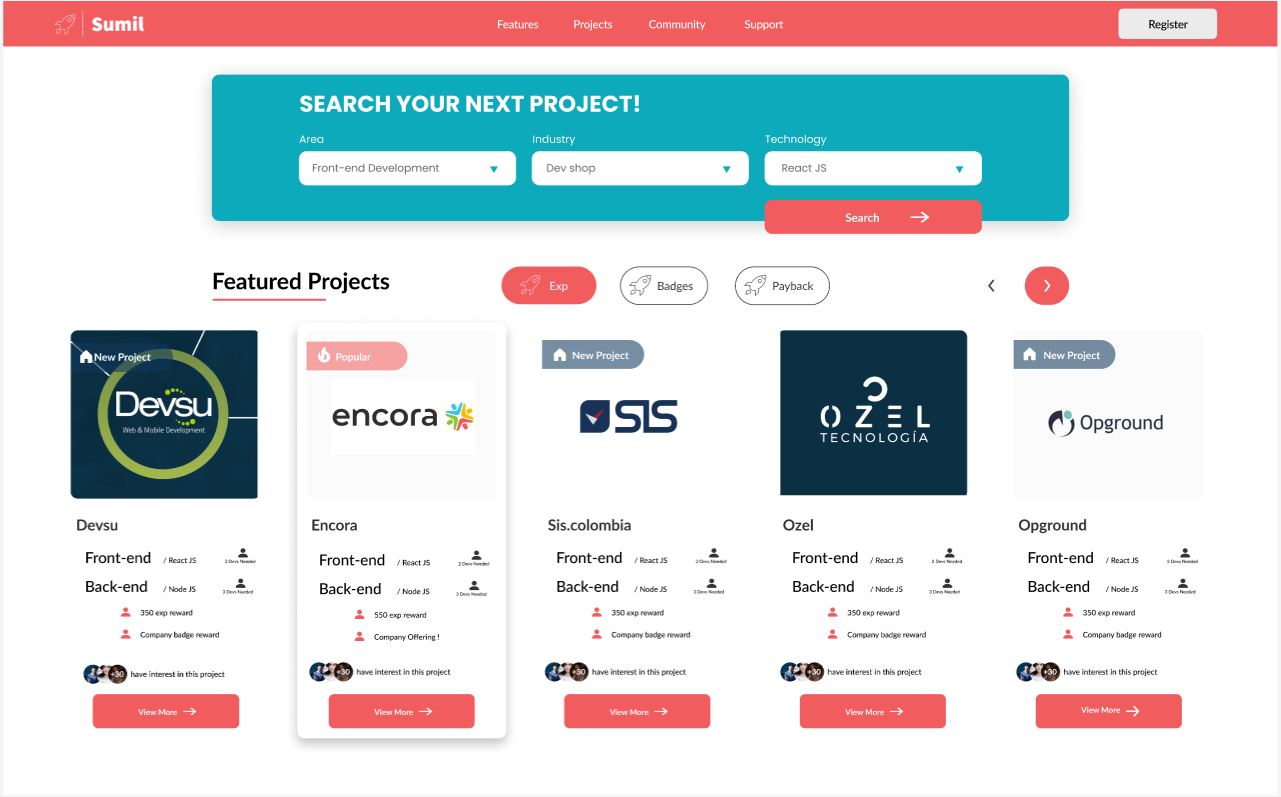 Sumil
Features Projects Community Support
Register
SEARCH YOUR NEXT PROJECT!
Area Industry Technology
Front-end Development Dev shop React JS
Search
Featured Projects
Exp Badges Payback
New Project
Devsu
Web & Mobile Development
Devsu
Front-end / React JS
2 Devs Needed
Back-end / Node JS
3 Devs Needed
350 exp reward
Company badge reward
+30 have interest in this project
View More
Popular
encora
Encora
Front-end / React JS
2 Devs Needed
Back-end / Node JS
3 Devs Needed
550 exp reward
Company Offering !
+30 have interest in this project
View More
New Project
SIS
Sis.colombia
Front-end / React JS
2 Devs Needed
Back-end / Node JS
3 Devs Needed
350 exp reward
Company badge reward
+30 have interest in this project
View More
OZEL
TECNOLOGÍA
Ozel
Front-end / React JS
2 Devs Needed
Back-end / Node JS
3 Devs Needed
350 exp reward
Company badge reward
+30 have interest in this project
View More
New Project
Opground
Opground
Front-end / React JS
2 Devs Needed
Back-end / Node JS
3 Devs Needed
350 exp reward
Company badge reward
+30 have interest in this project
View More